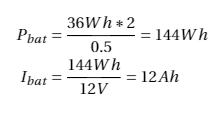 P_bat = 36Wh∗2 / 0.5 = 144Wh
I_bat = 144Wh / 12V = 12Ah